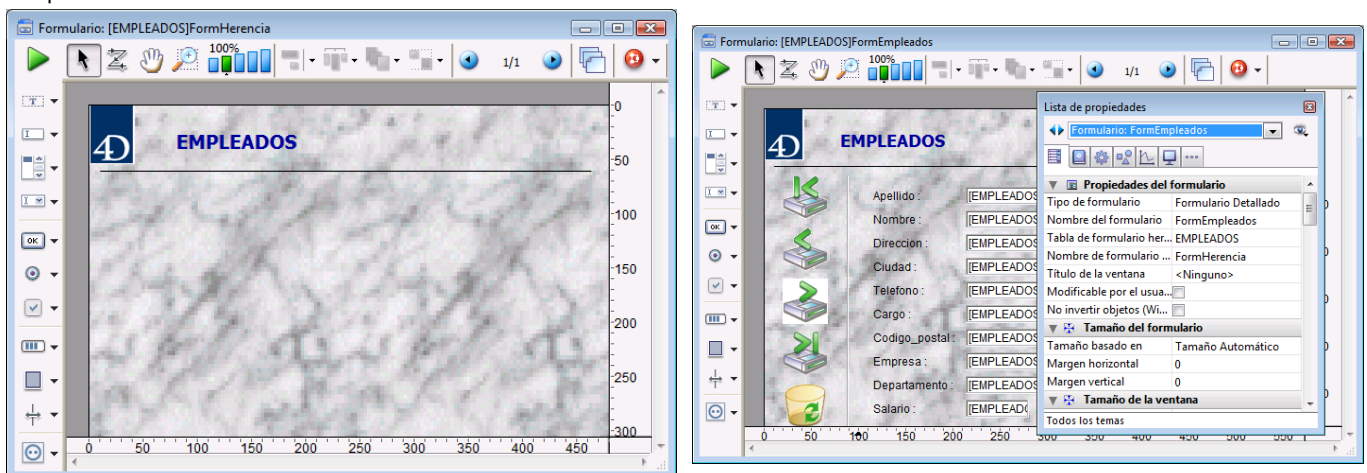 Formulario: [EMPLEADOS]FormHerencia
100%
1/1
4D
EMPLEADOS
0
50
100
150
200
250
300
0 50 100 150 200 250 300 350 400 450
Formulario: [EMPLEADOS]FormEmpleados
100%
1/1
4D
EMPLEADOS
Apellido : [EMPLEADOS
Nombre : [EMPLEADOS
Direccion : [EMPLEADOS
Ciudad : [EMPLEADOS
Telefono : [EMPLEADOS
Cargo : [EMPLEADOS
Codigo_postal : [EMPLEADOS
Empresa : [EMPLEADOS
Departamento : [EMPLEADOS
Salario : [EMPLEAD
0 50 100 150 200 250 300 350 400 450 500 550
Lista de propiedades
Formulario: FormEmpleados
Propiedades del formulario
Tipo de formulario Formulario Detallado
Nombre del formulario FormEmpleados
Tabla de formulario her... EMPLEADOS
Nombre de formulario ... FormHerencia
Título de la ventana <Ninguno>
Modificable por el usua...
No invertir objetos (Wi...
Tamaño del formulario
Tamaño basado en Tamaño Automático
Margen horizontal 0
Margen vertical 0
Tamaño de la ventana
Todos los temas